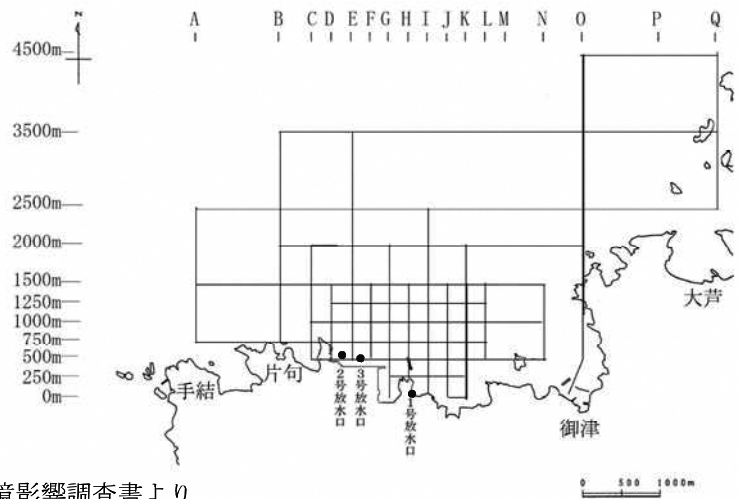 A B C D E F G H I J K L M N O P Q
z
4500m
3500m
2500m
2000m
1500m
1250m
1000m
750m
500m
250m
0m
大芦
片句
手結
2号放水口
3号放水口
1号放水口
御津
境影響調査書より
0 500 1000m